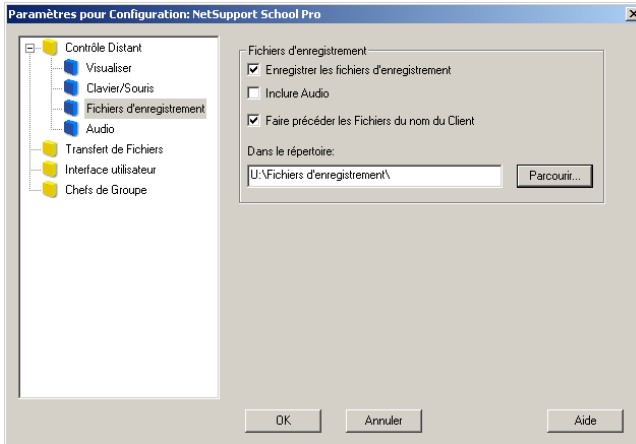 Paramètres pour Configuration: NetSupport School Pro
Contrôle Distant
Visualiser
Clavier/Souris
Fichiers d'enregistrement
Audio
Transfert de Fichiers
Interface utilisateur
Chefs de Groupe
Fichiers d'enregistrement
Enregistrer les fichiers d'enregistrement
Inclure Audio
Faire précéder les Fichiers du nom du Client
Dans le répertoire:
U:\Fichiers d'enregistrement\
Parcourir...
OK
Annuler
Aide